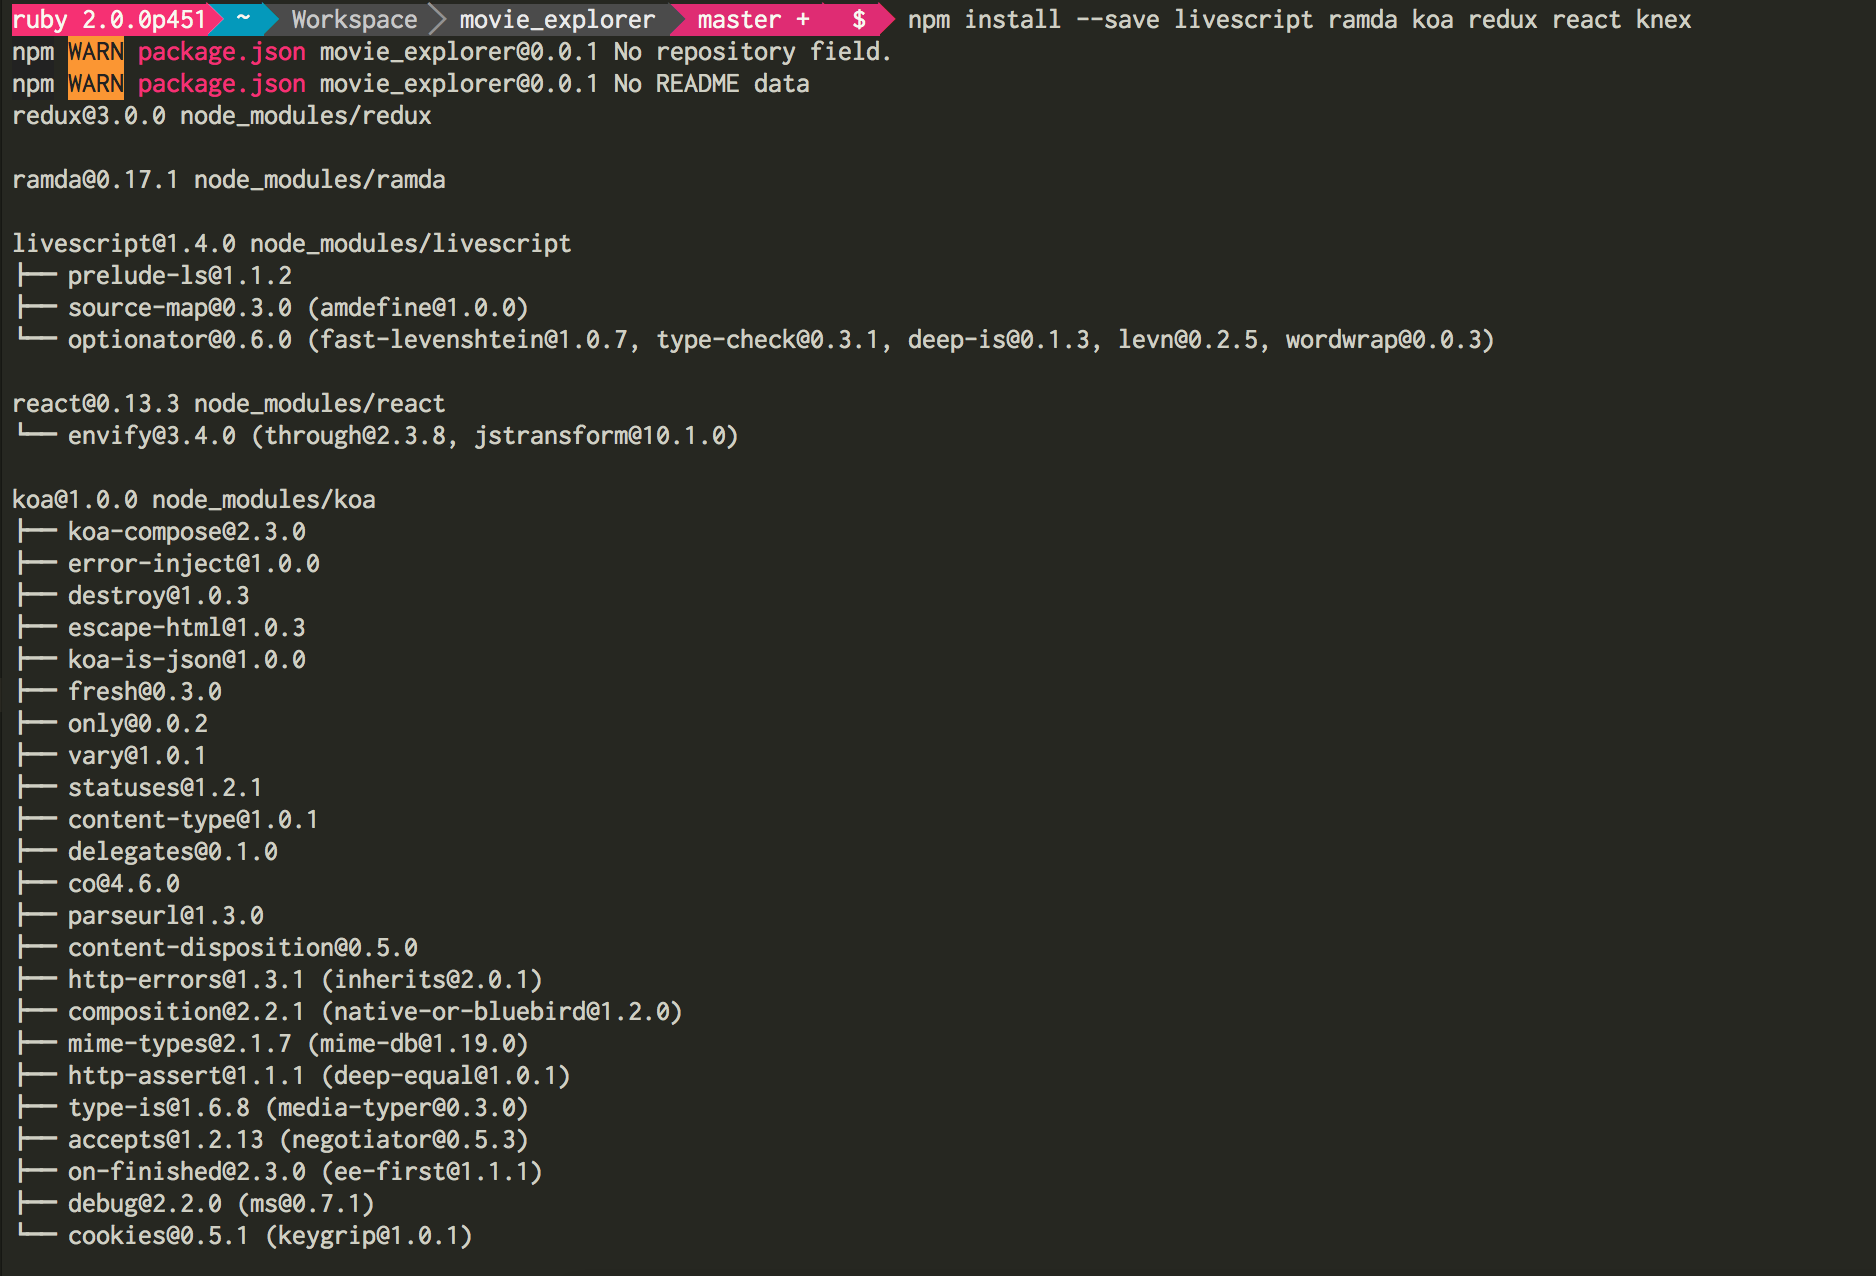 ruby 2.0.0p451 ~ Workspace movie_explorer master + $ npm install --save livescript ramda koa redux react knex
npm WARN package.json movie_explorer@0.0.1 No repository field.
npm WARN package.json movie_explorer@0.0.1 No README data
redux@3.0.0 node_modules/redux

ramda@0.17.1 node_modules/ramda

livescript@1.4.0 node_modules/livescript
├── prelude-ls@1.1.2
├── source-map@0.3.0 (amdefine@1.0.0)
└── optionator@0.6.0 (fast-levenshtein@1.0.7, type-check@0.3.1, deep-is@0.1.3, levn@0.2.5, wordwrap@0.0.3)

react@0.13.3 node_modules/react
└── envify@3.4.0 (through@2.3.8, jstransform@10.1.0)

koa@1.0.0 node_modules/koa
├── koa-compose@2.3.0
├── error-inject@1.0.0
├── destroy@1.0.3
├── escape-html@1.0.3
├── koa-is-json@1.0.0
├── fresh@0.3.0
├── only@0.0.2
├── vary@1.0.1
├── statuses@1.2.1
├── content-type@1.0.1
├── delegates@0.1.0
├── co@4.6.0
├── parseurl@1.3.0
├── content-disposition@0.5.0
├── http-errors@1.3.1 (inherits@2.0.1)
├── composition@2.2.1 (native-or-bluebird@1.2.0)
├── mime-types@2.1.7 (mime-db@1.19.0)
├── http-assert@1.1.1 (deep-equal@1.0.1)
├── type-is@1.6.8 (media-typer@0.3.0)
├── accepts@1.2.13 (negotiator@0.5.3)
├── on-finished@2.3.0 (ee-first@1.1.1)
├── debug@2.2.0 (ms@0.7.1)
└── cookies@0.5.1 (keygrip@1.0.1)